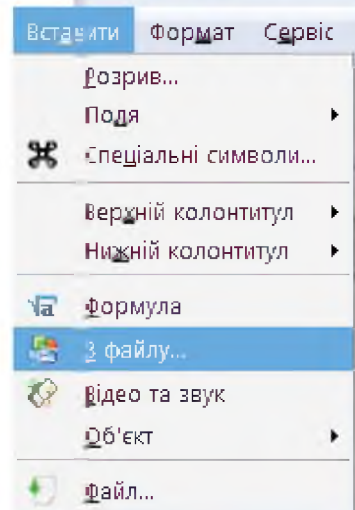 Вставити Формат Сервіс
Розрив...
Поля
Спеціальні символи...
Верхній колонтитул
Нижній колонтитул
Формула
З файлу...
Відео та звук
Об'єкт
Файл...